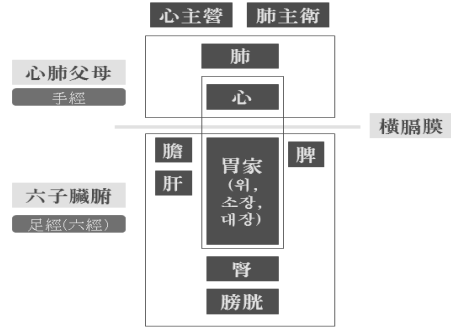 心主營 肺主衛
肺
心肺父母
手經
心
橫膈膜
膽
胃家
(위,
소장,
대장)
脾
肝
六子臟腑
足經(六經)
腎
膀胱